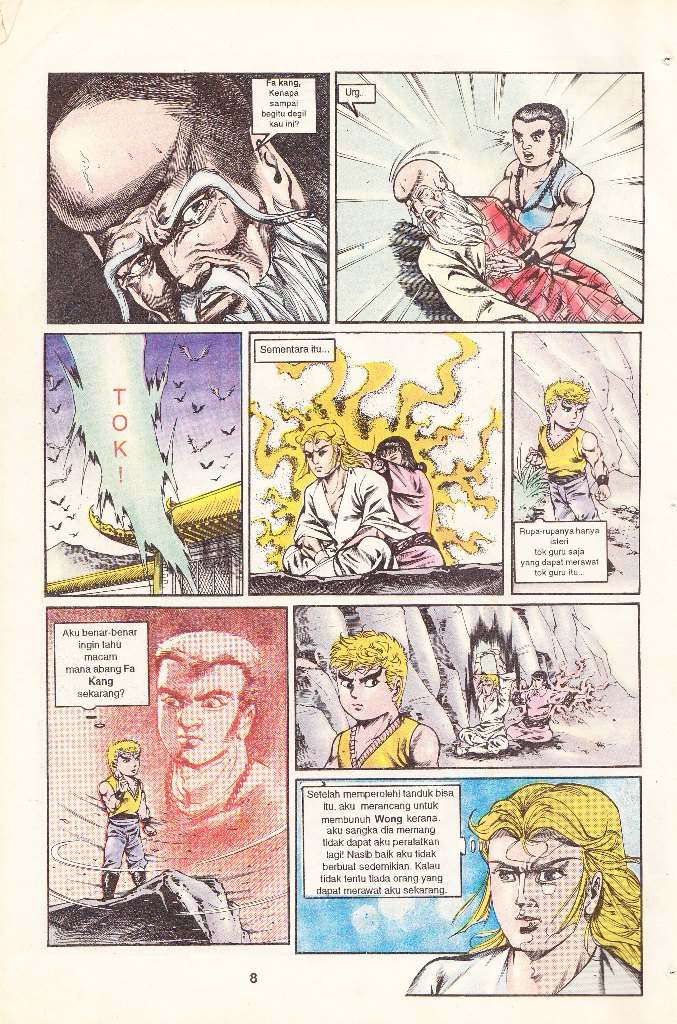 Fa kang,
Kenapa
sampai
begitu degil
kau ini?
Urg..
TOK!
Sementara itu...
Rupa-rupanya hanya
isteri
tok guru saja
yang dapat merawat
tok guru itu...
Aku benar-benar
ingin tahu
macam
mana abang Fa
Kang
sekarang?
Setelah memperolehi tanduk bisa
itu, aku merancang untuk
membunuh Wong kerana
aku sangka dia memang
tidak dapat aku peralatkan
lagi! Nasib baik aku tidak
berbuat sedemikian. Kalau
tidak tentu tiada orang yang
dapat merawat aku sekarang.
8